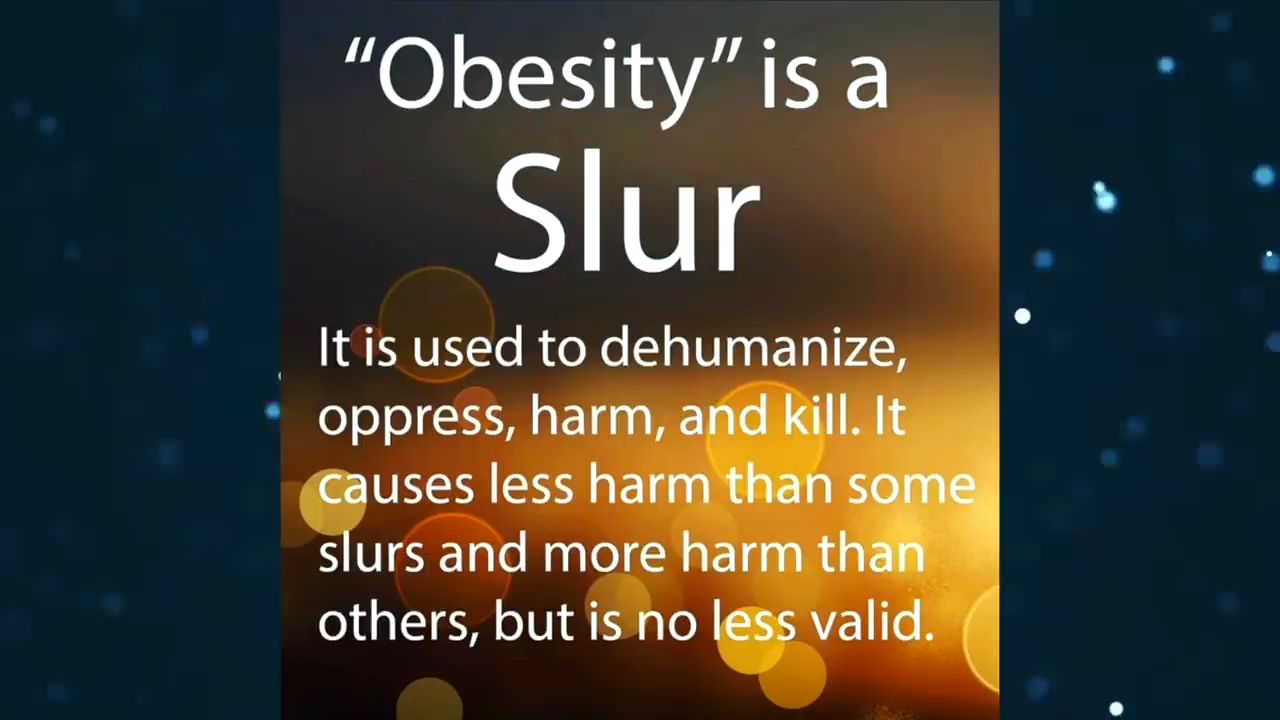 “Obesity” is a
Slur
It is used to dehumanize,
oppress, harm, and kill. It
causes less harm than some
slurs and more harm than
others, but is no less valid.